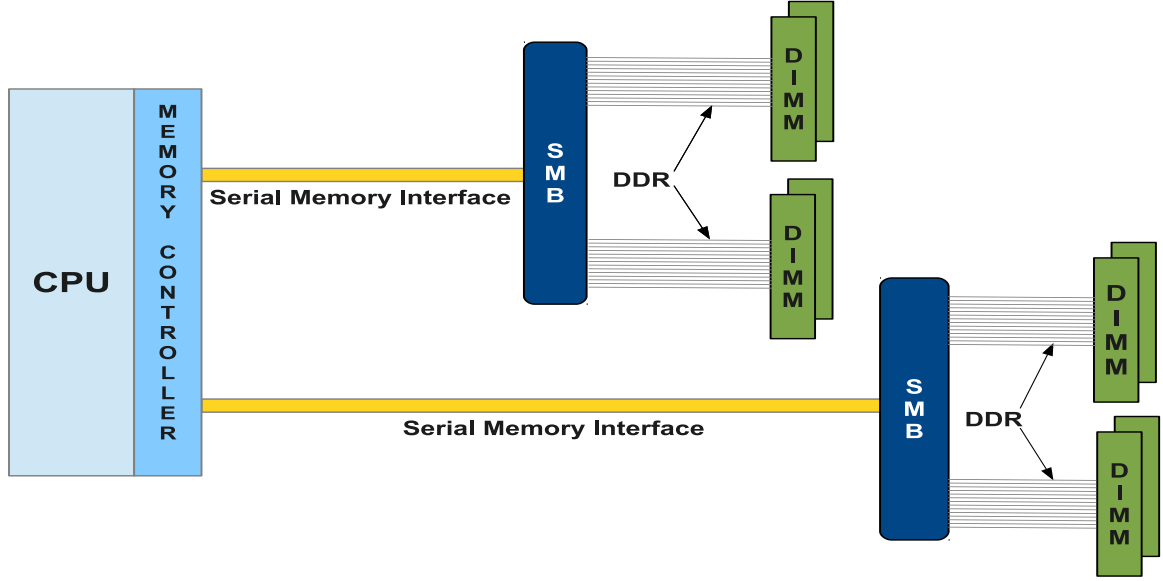 CPU
MEMORY CONTROLLER
Serial Memory Interface
SMB
DDR
DIMM
DIMM
Serial Memory Interface
SMB
DDR
DIMM
DIMM